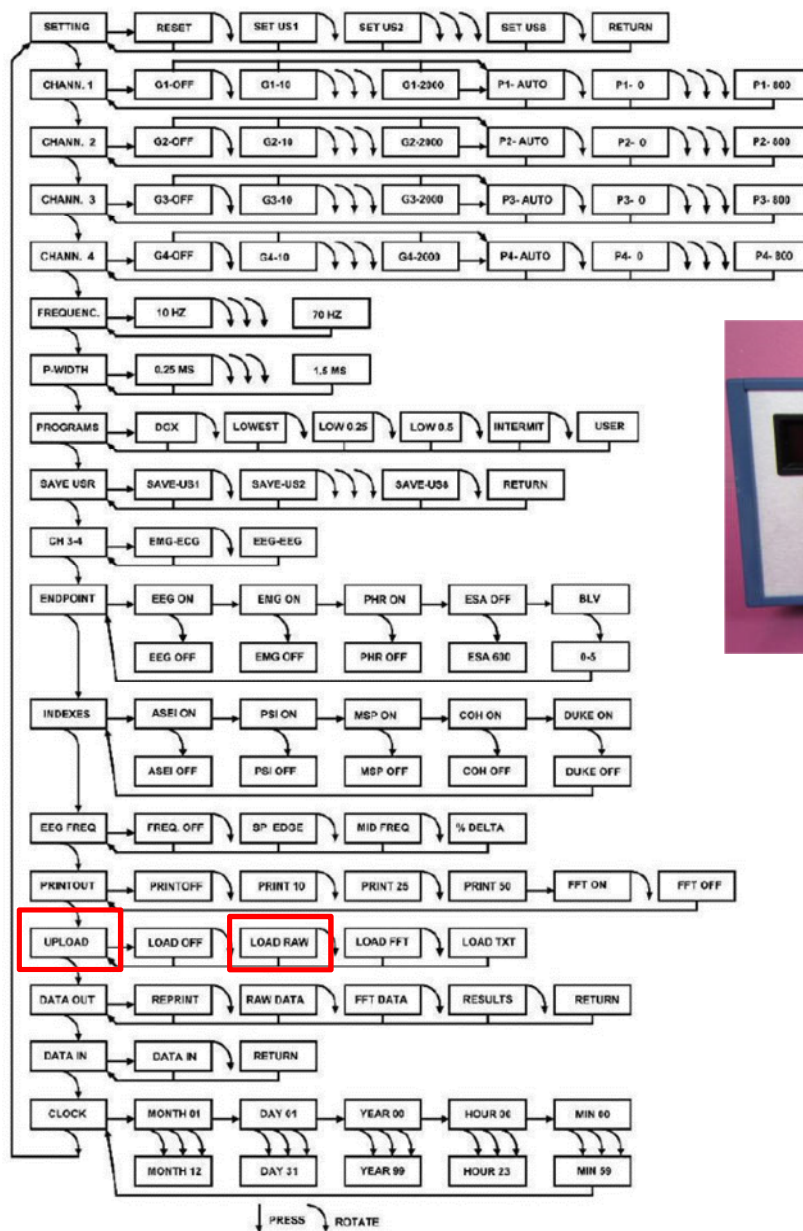 SETTING RESET SET US1 SET US2 SET US8 RETURN
CHANN. 1 G1-OFF G1-10 G1-2000 P1- AUTO P1- 0 P1- 800
CHANN. 2 G2-OFF G2-10 G2-2000 P2- AUTO P2- 0 P2- 800
CHANN. 3 G3-OFF G3-10 G3-2000 P3- AUTO P3- 0 P3- 800
CHANN. 4 G4-OFF G4-10 G4-2000 P4- AUTO P4- 0 P4- 800
FREQUENC. 10 HZ 70 HZ
P-WIDTH 0.25 MS 1.5 MS
PROGRAMS DGX LOWEST LOW 0.25 LOW 0.5 INTERMIT USER
SAVE USR SAVE-US1 SAVE-US2 SAVE-US8 RETURN
CH 3-4 EMG-ECG EEG-EEG
ENDPOINT EEG ON EMG ON PHR ON ESA OFF BLV
EEG OFF EMG OFF PHR OFF ESA 600 0-5
INDEXES ASEI ON PSI ON MSP ON COH ON DUKE ON
ASEI OFF PSI OFF MSP OFF COH OFF DUKE OFF
EEG FREQ FREQ. OFF SP. EDGE MID FREQ % DELTA
PRINTOUT PRINTOFF PRINT 10 PRINT 25 PRINT 50 FFT ON FFT OFF
UPLOAD LOAD OFF LOAD RAW LOAD FFT LOAD TXT
DATA OUT REPRINT RAW DATA FFT DATA RESULTS RETURN
DATA IN DATA IN RETURN
CLOCK MONTH 01 DAY 01 YEAR 00 HOUR 00 MIN 00
MONTH 12 DAY 31 YEAR 99 HOUR 23 MIN 59
PRESS ROTATE